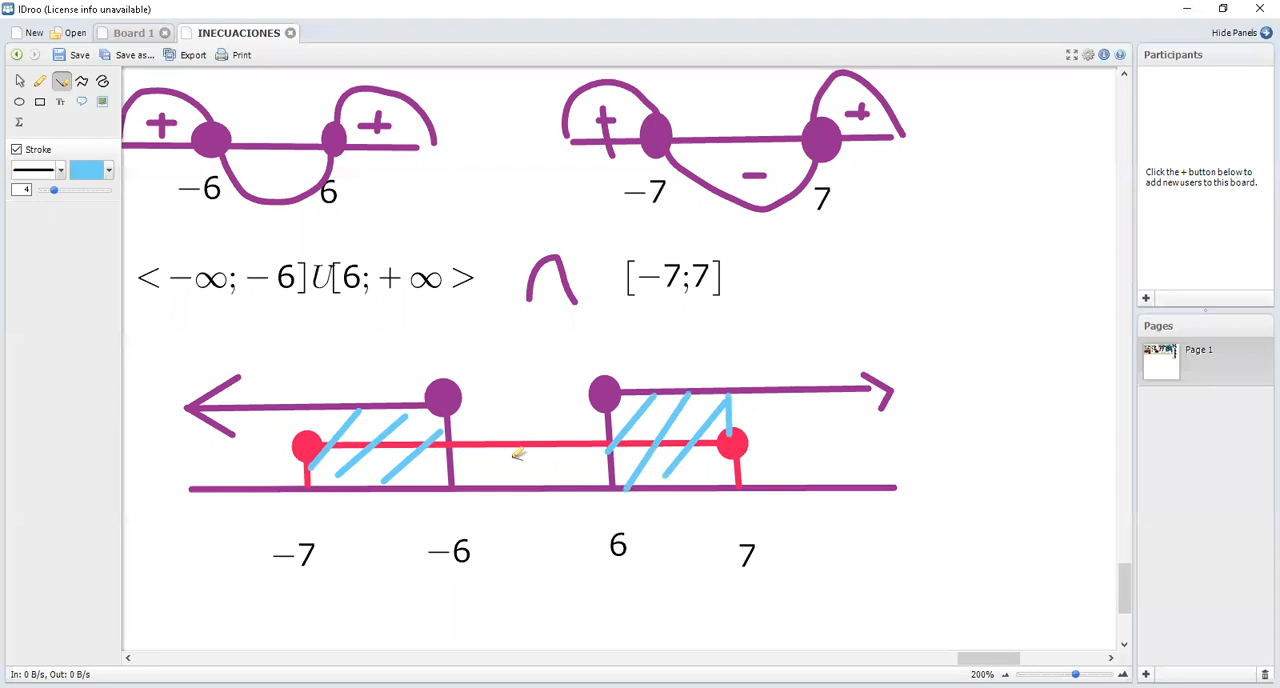 IDroo (License info unavailable)
New Open Board 1 INECUACIONES Hide Panels
Save Save as... Export Print
Participants
Click the + button below to
add new users to this board.
Stroke
4
Tr
Σ
+ + + +
−
−6 6 −7 7
< −∞; −6]U[6; +∞ > ∩ [−7;7]
−7 −6 6 7
Pages
Page 1
In: 0 B/s, Out: 0 B/s
200%